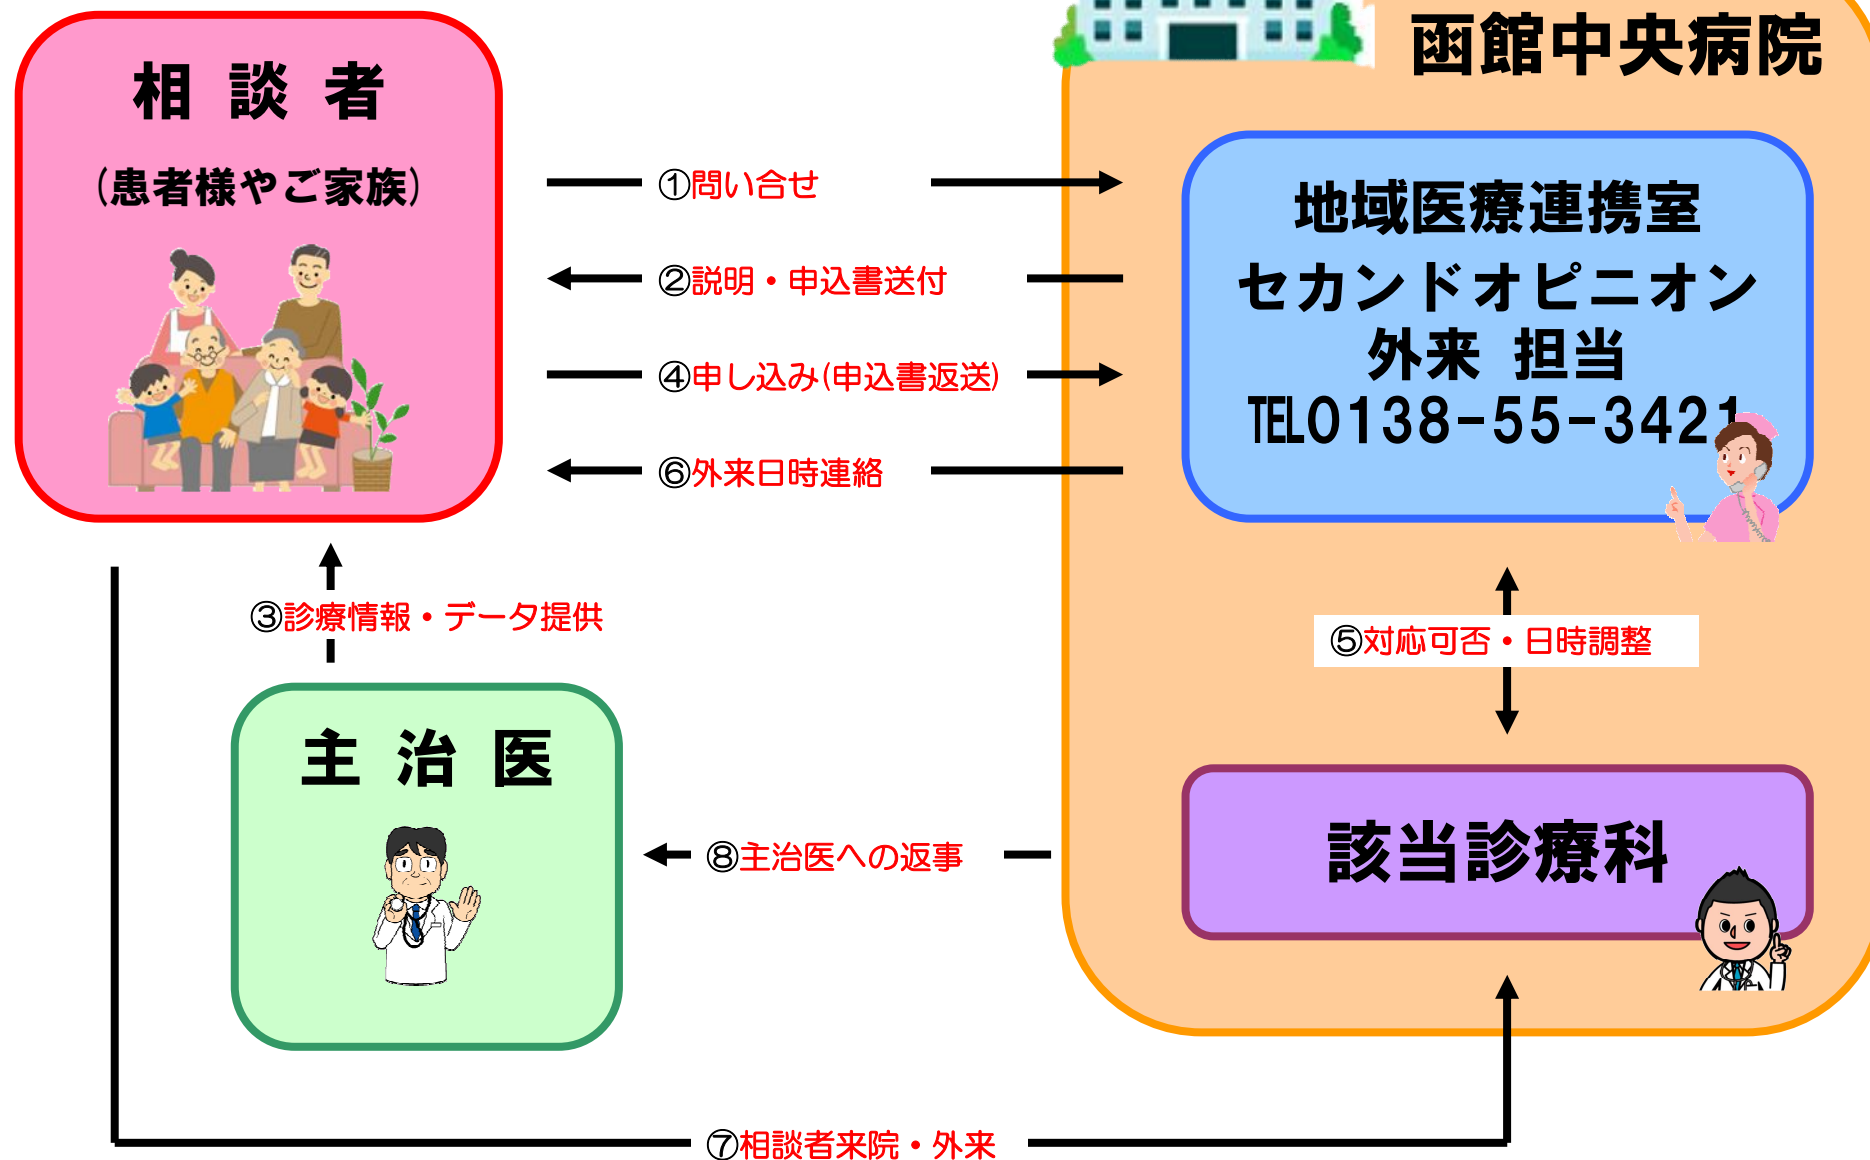 函館中央病院
相 談 者
(患者様やご家族)
①問い合せ
②説明・申込書送付
④申し込み(申込書返送)
⑥外来日時連絡
地域医療連携室
セカンドオピニオン
外来 担当
TEL0138-55-3421
③診療情報・データ提供
⑤対応可否・日時調整
主 治 医
⑧主治医への返事
該当診療科
⑦相談者来院・外来